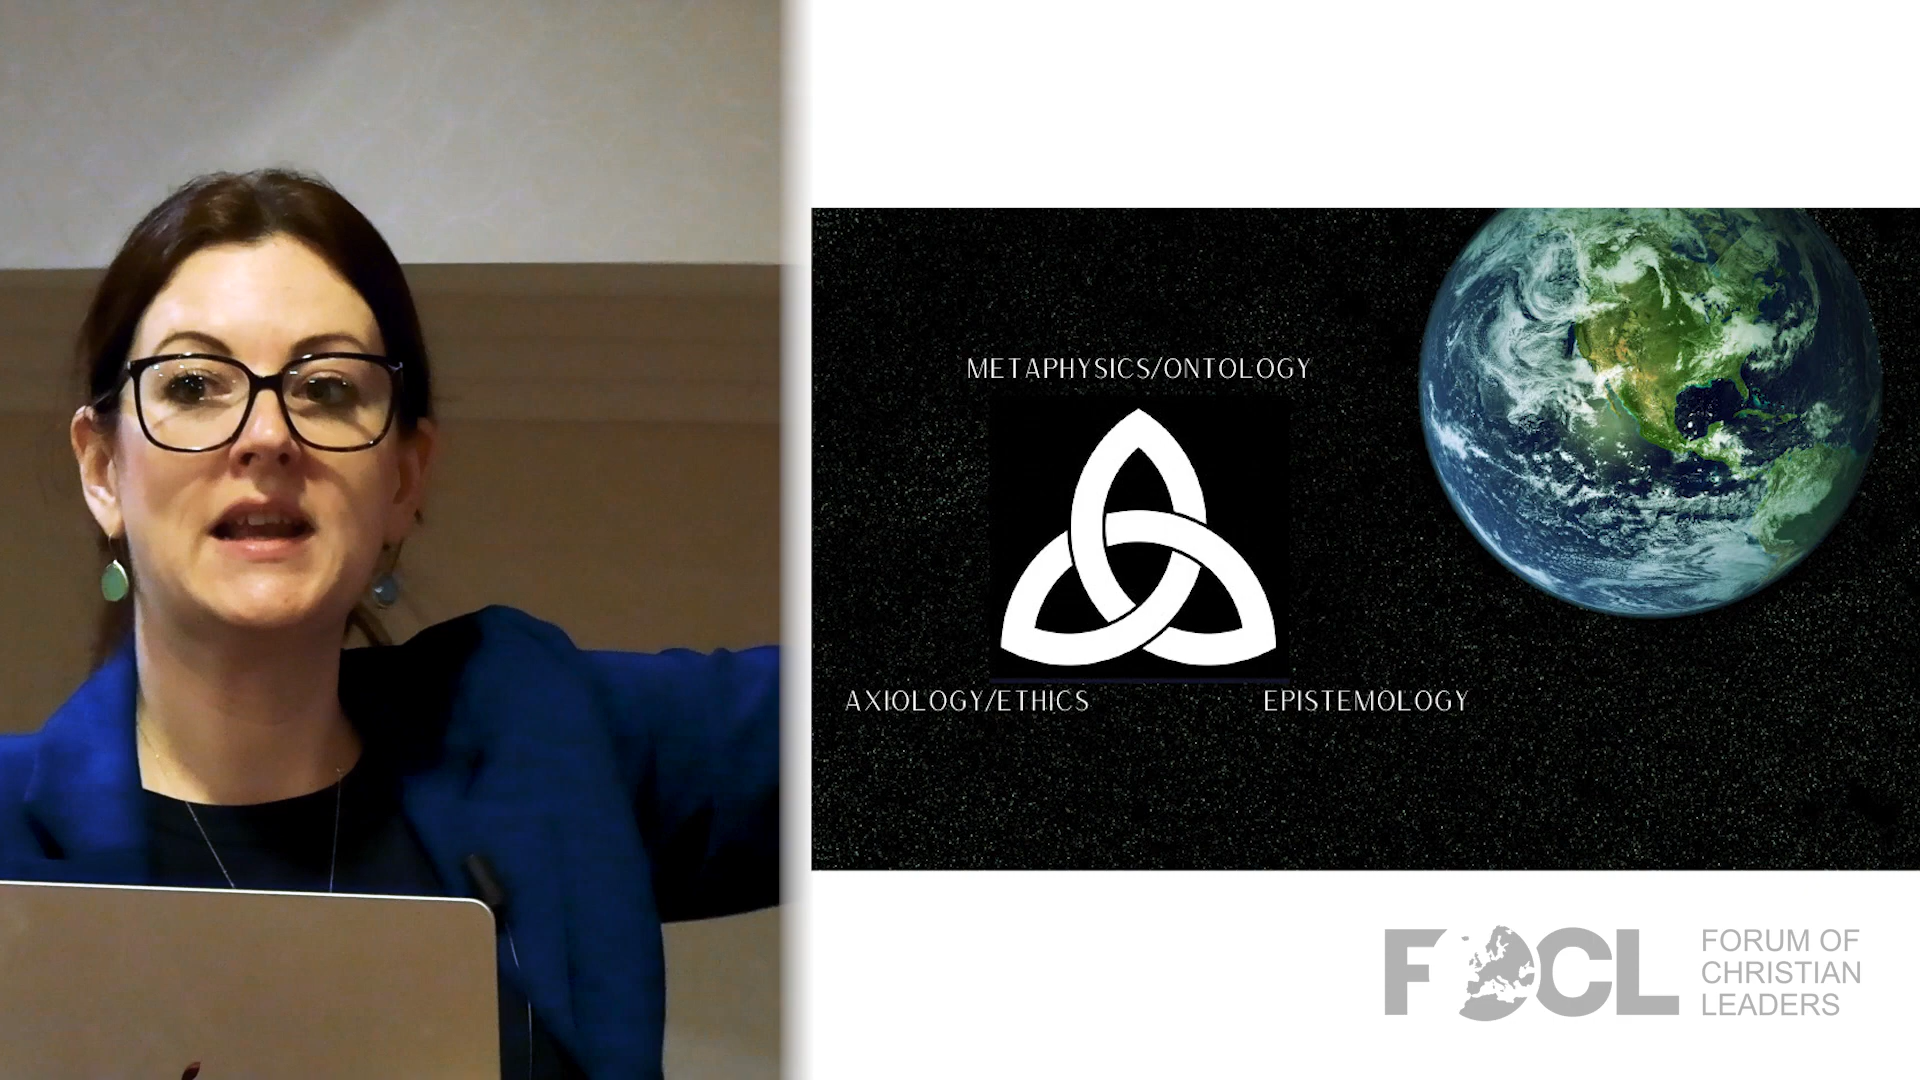 METAPHYSICS/ONTOLOGY
AXIOLOGY/ETHICS
EPISTEMOLOGY
FOCL
FORUM OF
CHRISTIAN
LEADERS